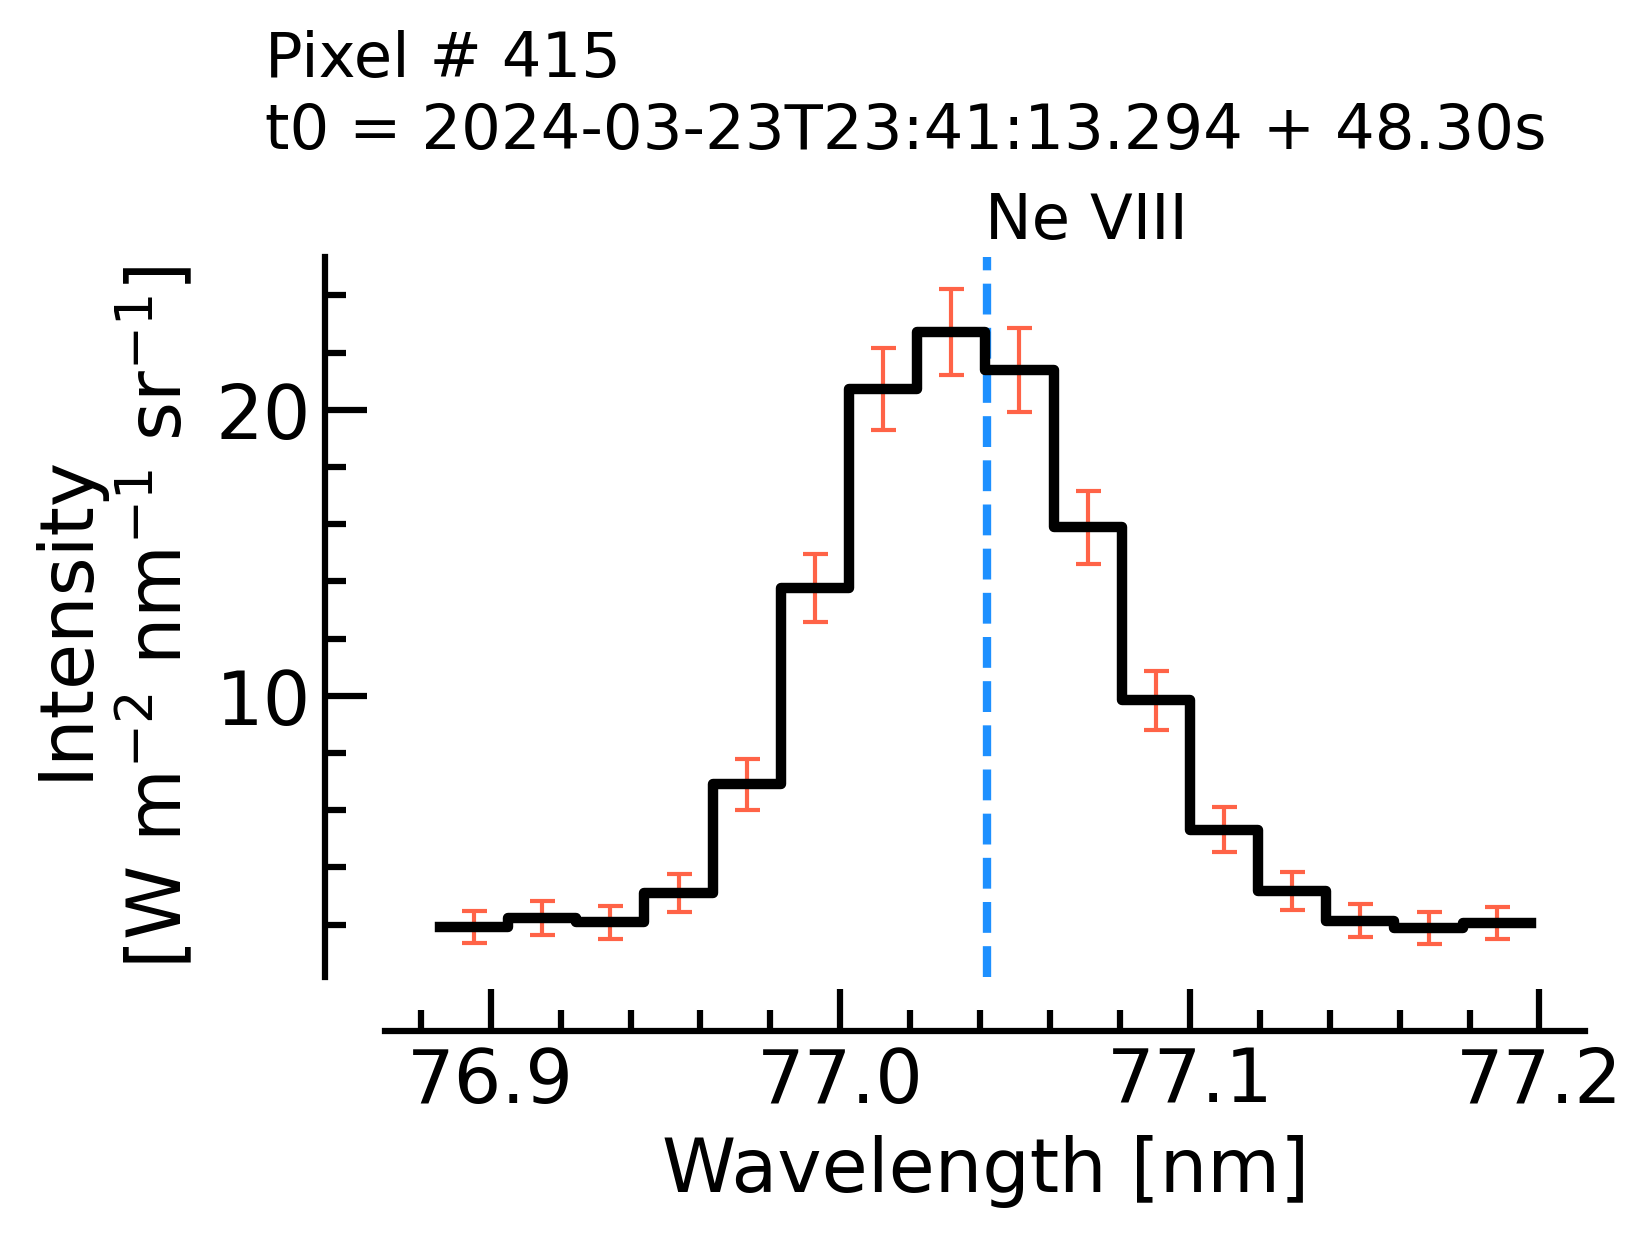 Pixel # 415
t0 = 2024-03-23T23:41:13.294 + 48.30s
Ne VIII
Intensity
[W m⁻² nm⁻¹ sr⁻¹]
20
10
76.9 77.0 77.1 77.2
Wavelength [nm]